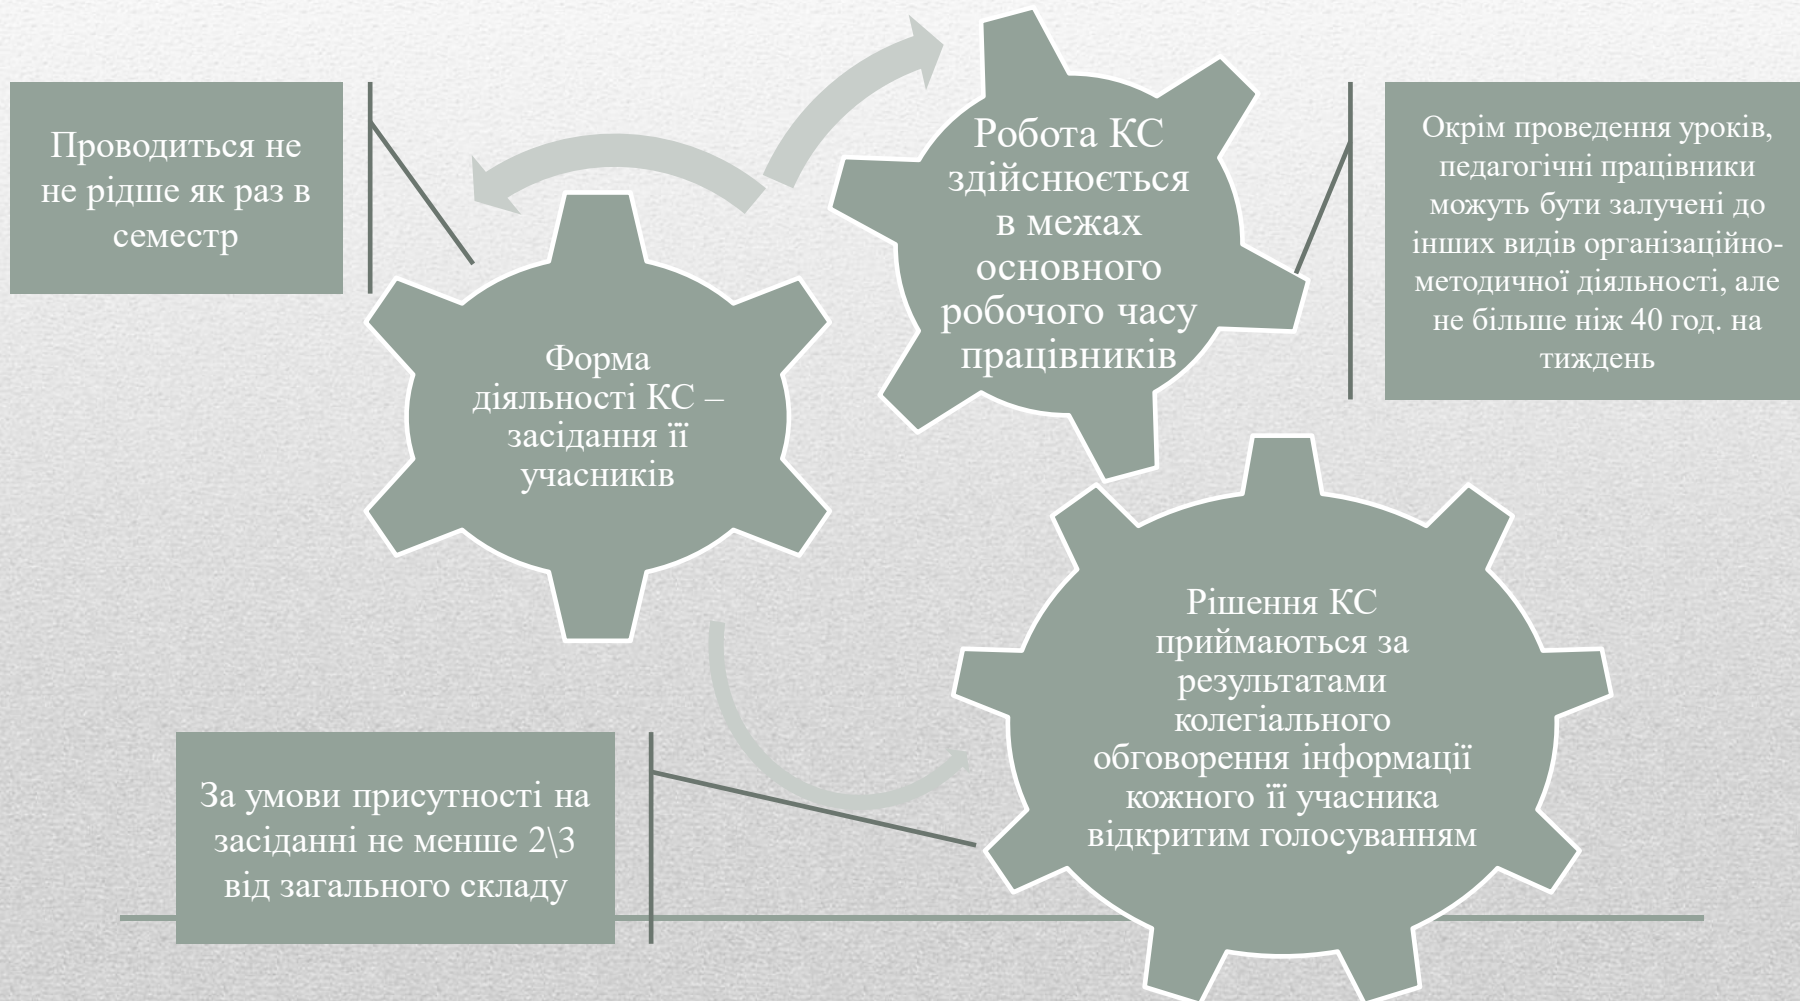 Проводиться не
не рідше як раз в
семестр
Форма
діяльності КС –
засідання її
учасників
Робота КС
здійснюється
в межах
основного
робочого часу
працівників
Окрім проведення уроків,
педагогічні працівники
можуть бути залучені до
інших видів організаційно-
методичної діяльності, але
не більше ніж 40 год. на
тиждень
Рішення КС
приймаються за
результатами
колегіального
обговорення інформації
кожного її учасника
відкритим голосуванням
За умови присутності на
засіданні не менше 2\3
від загального складу